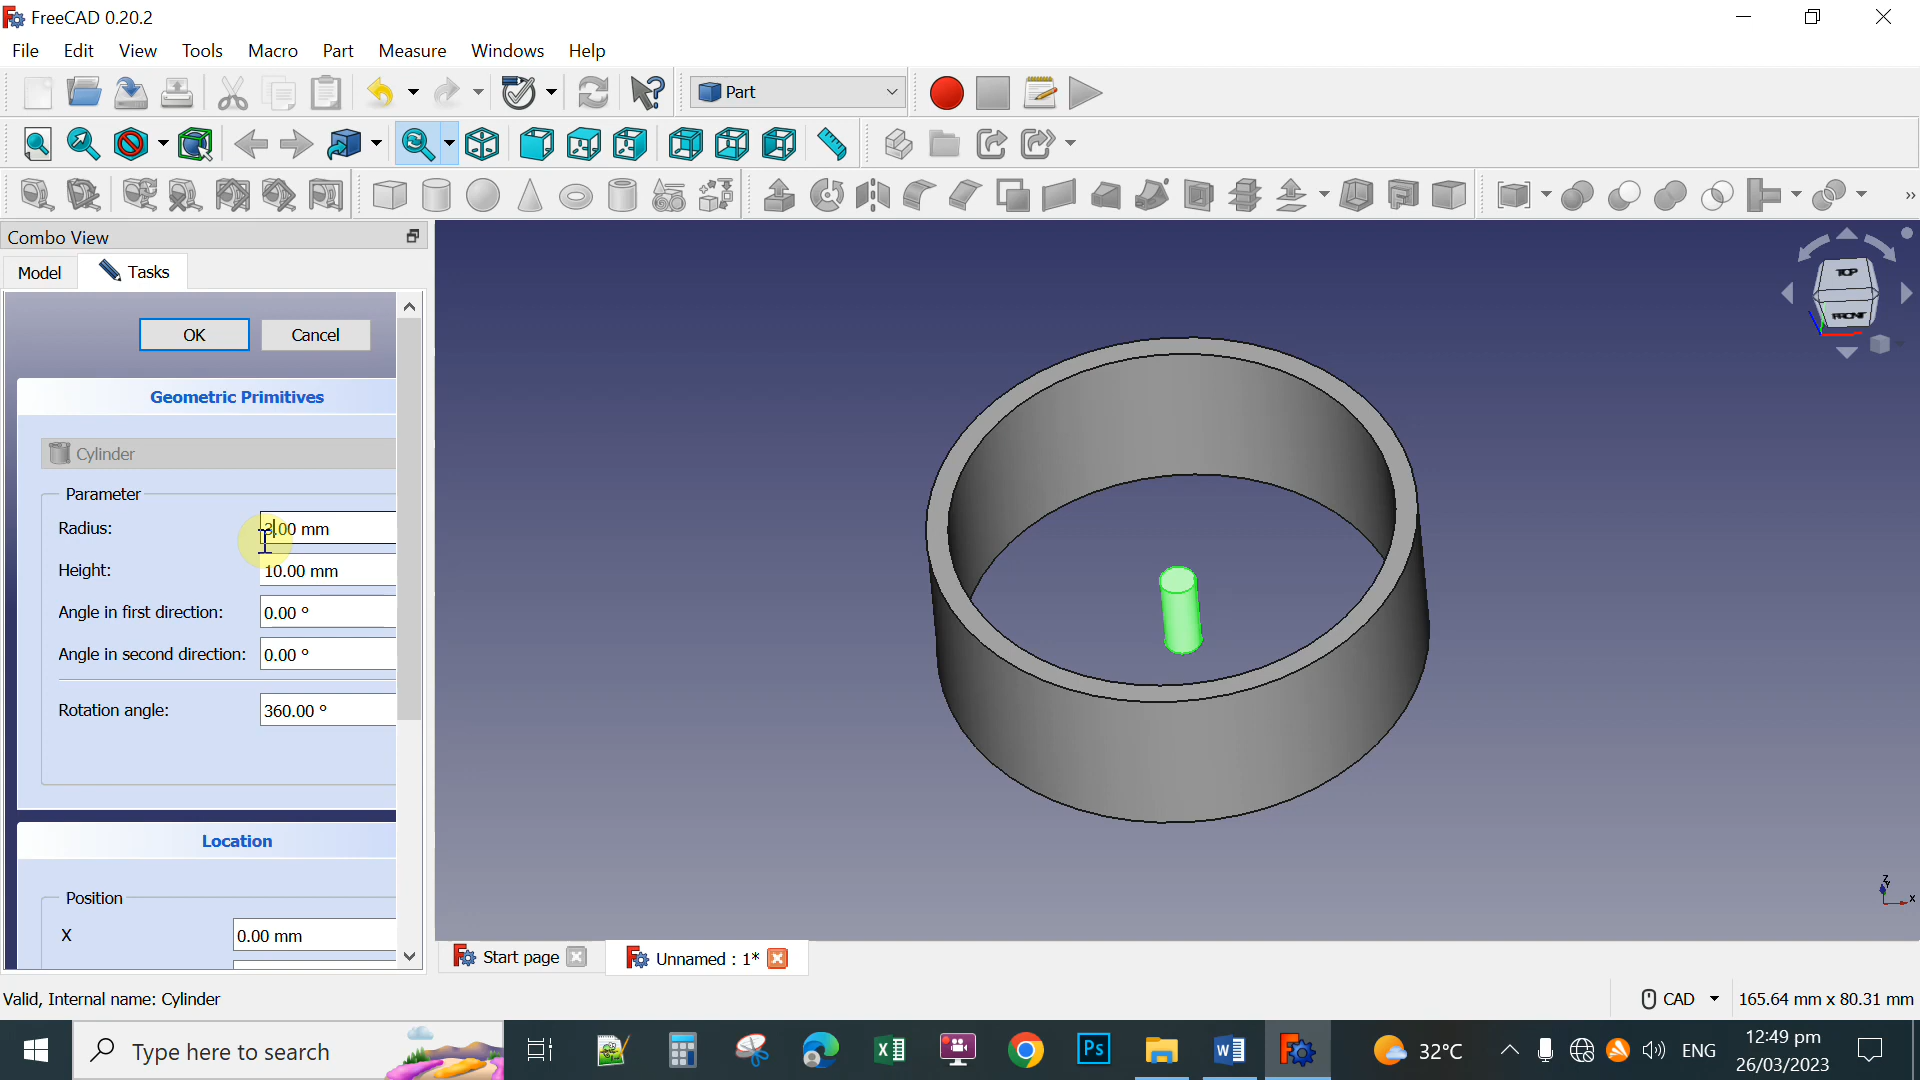 FreeCAD 0.20.2
File Edit View Tools Macro Part Measure Windows Help
Part
Combo View
Model Tasks
OK Cancel
Geometric Primitives
Cylinder
Parameter
Radius: 3.00 mm
Height: 10.00 mm
Angle in first direction: 0.00 °
Angle in second direction: 0.00 °
Rotation angle: 360.00 °
Location
Position
X 0.00 mm
TOP
FRONT
Z
Y
X
Start page Unnamed : 1*
Valid, Internal name: Cylinder
CAD 165.64 mm x 80.31 mm
Type here to search
Ps
32°C
ENG
12:49 pm
26/03/2023